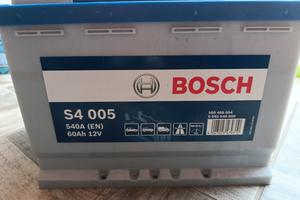 BOSCH
S4 005
540A (EN)
60Ah 12V